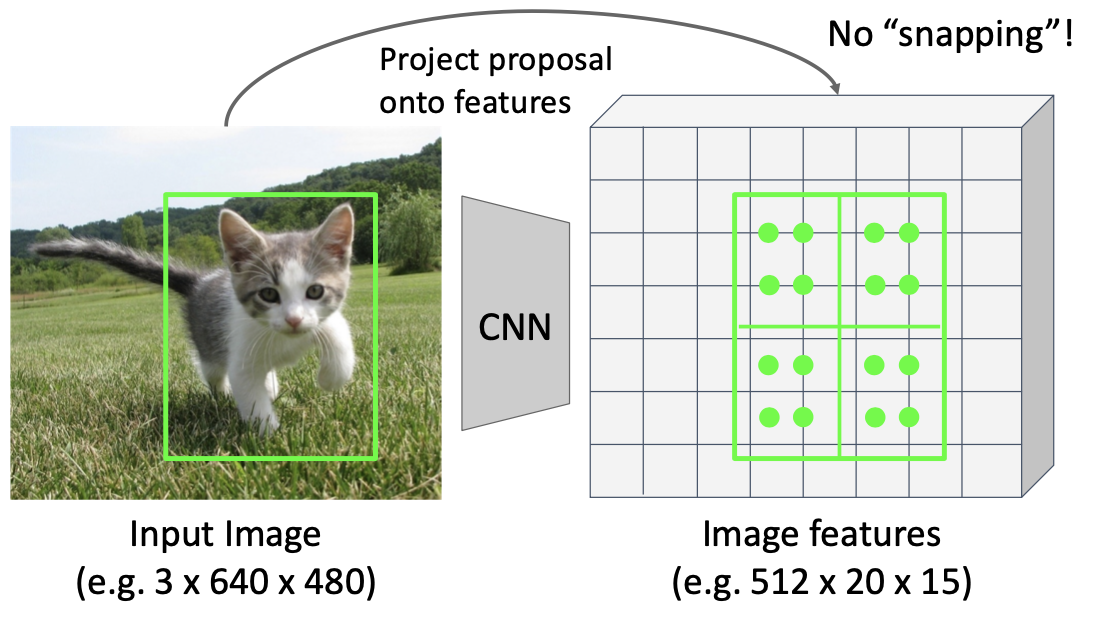 No “snapping”!
Project proposal
onto features
CNN
Input Image
(e.g. 3 x 640 x 480)
Image features
(e.g. 512 x 20 x 15)